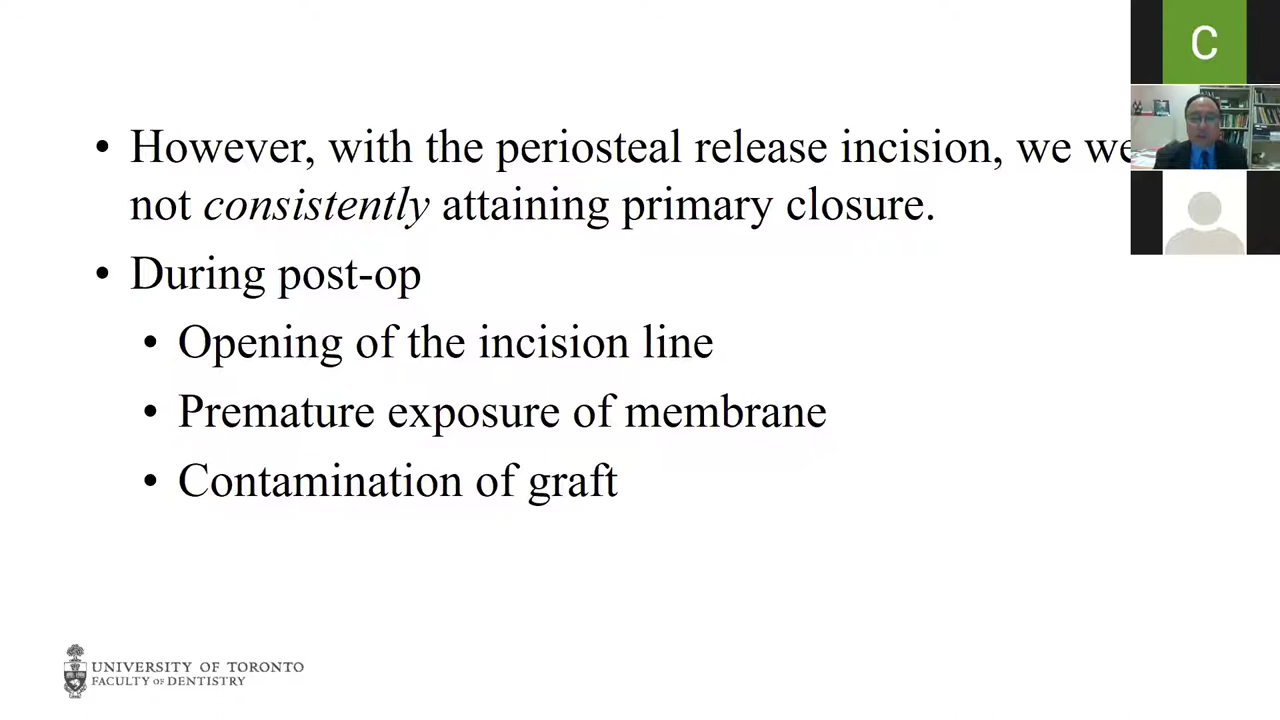 • However, with the periosteal release incision, we
not consistently attaining primary closure.
• During post-op
• Opening of the incision line
• Premature exposure of membrane
• Contamination of graft
UNIVERSITY OF TORONTO
FACULTY OF DENTISTRY
C